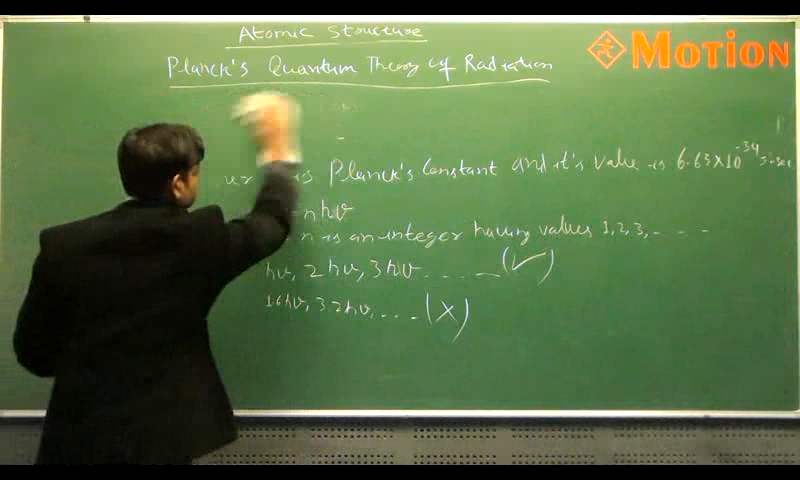 Atomic Structure
MOTION
Planck's Quantum Theory of Radiation
is Planck's Constant and it's value is 6.63×10^-34 J-sec
= nhν
n is an integer having values 1, 2, 3, - - - -
hν, 2hν, 3hν - - - - - (✓)
1.6hν, 3.2hν, - - - - (×)